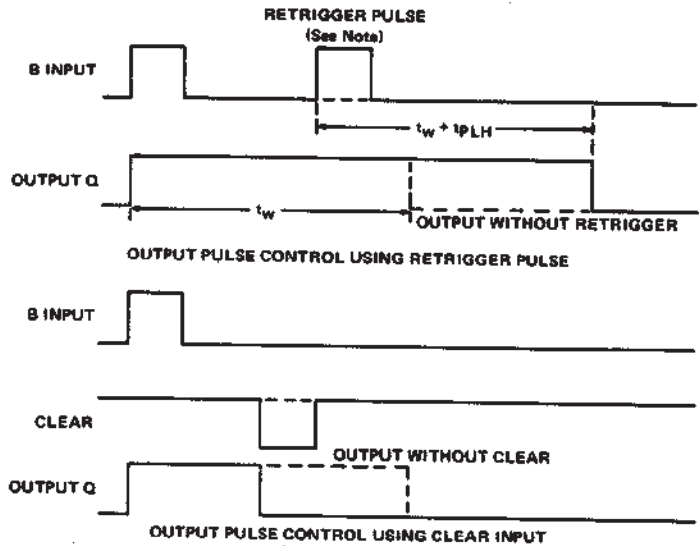 RETRIGGER PULSE
(See Note)
B INPUT
tw + tPLH
OUTPUT Q
tw
OUTPUT WITHOUT RETRIGGER
OUTPUT PULSE CONTROL USING RETRIGGER PULSE
B INPUT
CLEAR
OUTPUT WITHOUT CLEAR
OUTPUT Q
OUTPUT PULSE CONTROL USING CLEAR INPUT